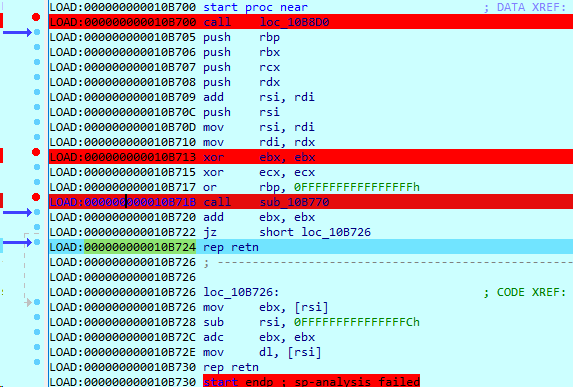 LOAD:000000000010B700 start proc near ; DATA XREF:
LOAD:000000000010B700 call loc_10B8D0
LOAD:000000000010B705 push rbp
LOAD:000000000010B706 push rbx
LOAD:000000000010B707 push rcx
LOAD:000000000010B708 push rdx
LOAD:000000000010B709 add rsi, rdi
LOAD:000000000010B70C push rsi
LOAD:000000000010B70D mov rsi, rdi
LOAD:000000000010B710 mov rdi, rdx
LOAD:000000000010B713 xor ebx, ebx
LOAD:000000000010B715 xor ecx, ecx
LOAD:000000000010B717 or rbp, 0FFFFFFFFFFFFFFFFh
LOAD:000000000010B71B call sub_10B770
LOAD:000000000010B720 add ebx, ebx
LOAD:000000000010B722 jz short loc_10B726
LOAD:000000000010B724 rep retn
LOAD:000000000010B726 ; ---------------------------------------------------------------
LOAD:000000000010B726
LOAD:000000000010B726 loc_10B726: ; CODE XREF:
LOAD:000000000010B726 mov ebx, [rsi]
LOAD:000000000010B728 sub rsi, 0FFFFFFFFFFFFFFFCh
LOAD:000000000010B72C adc ebx, ebx
LOAD:000000000010B72E mov dl, [rsi]
LOAD:000000000010B730 rep retn
LOAD:000000000010B730 start endp ; sp-analysis failed